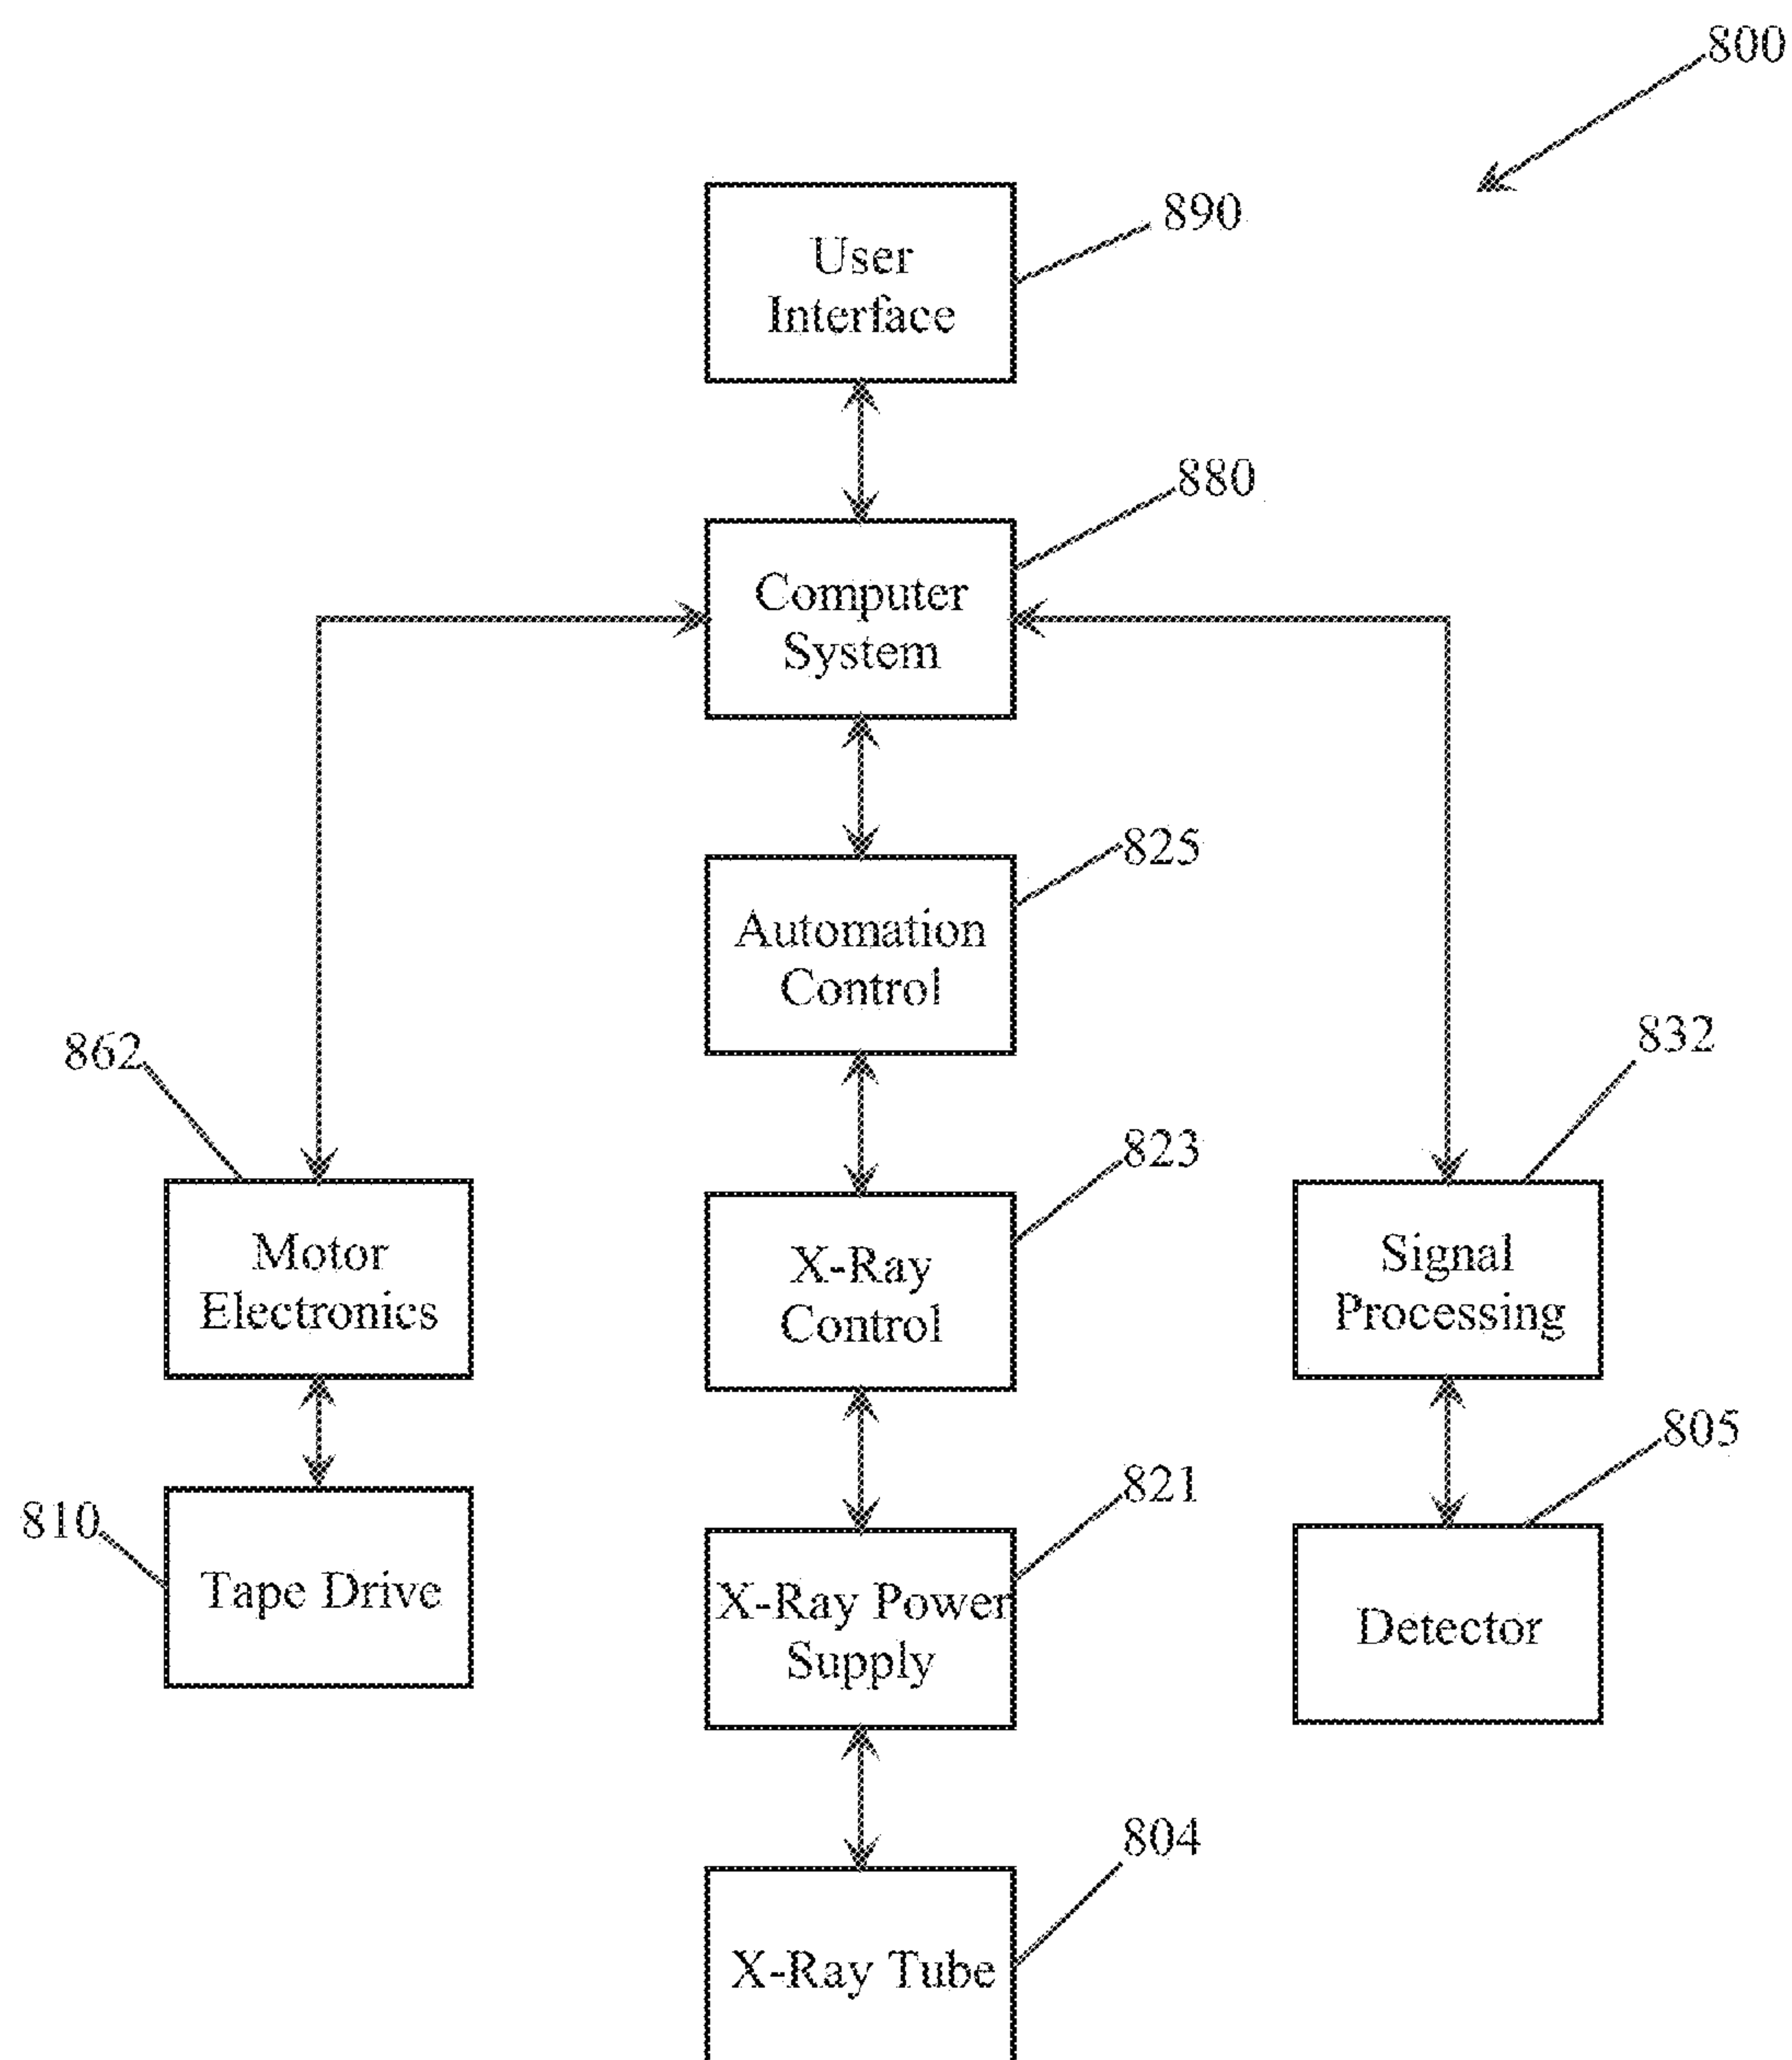 800
User
Interface
890
880
Computer
System
825
Automation
Control
862
832
823
Motor
Electronics
X-Ray
Control
Signal
Processing
805
821
810
Tape Drive
X-Ray Power
Supply
Detector
804
X-Ray Tube